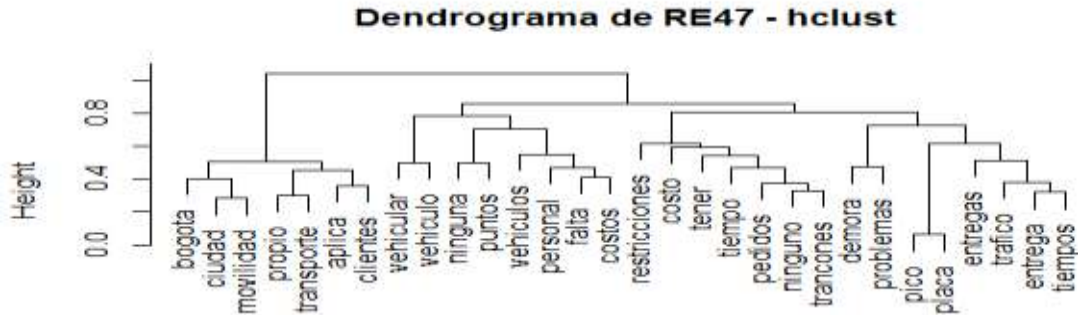 Dendrograma de RE47 - hclust
Height
0.0 0.4 0.8
bogota
ciudad
movilidad
propio
transporte
aplica
clientes
vehicular
vehiculo
ninguna
puntos
vehiculos
personal
falta
costos
restricciones
costo
tener
tiempo
pedidos
ninguno
trancones
demora
problemas
pico
placa
entregas
trafico
entrega
tiempos